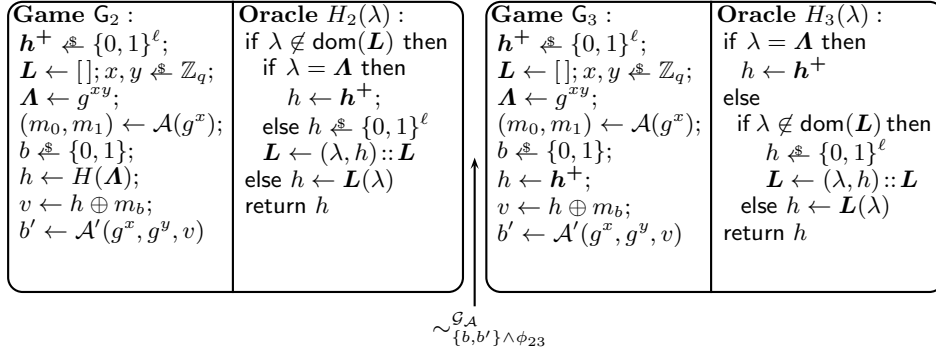 Game G₂ :
𝒉⁺ ←$ {0, 1}^ℓ;
𝑳 ← [ ]; x, y ←$ ℤ_q;
𝜦 ← g^{xy};
(m₀, m₁) ← 𝒜(g^x);
b ←$ {0, 1};
h ← H(𝜦);
v ← h ⊕ m_b;
b′ ← 𝒜′(g^x, g^y, v)
Oracle H₂(λ) :
if λ ∉ dom(𝑳) then
if λ = 𝜦 then
h ← 𝒉⁺;
else h ←$ {0, 1}^ℓ
𝑳 ← (λ, h) :: 𝑳
else h ← 𝑳(λ)
return h
Game G₃ :
𝒉⁺ ←$ {0, 1}^ℓ;
𝑳 ← [ ]; x, y ←$ ℤ_q;
𝜦 ← g^{xy};
(m₀, m₁) ← 𝒜(g^x);
b ←$ {0, 1};
h ← 𝒉⁺;
v ← h ⊕ m_b;
b′ ← 𝒜′(g^x, g^y, v)
Oracle H₃(λ) :
if λ = 𝜦 then
h ← 𝒉⁺
else
if λ ∉ dom(𝑳) then
h ←$ {0, 1}^ℓ
𝑳 ← (λ, h) :: 𝑳
else h ← 𝑳(λ)
return h
∼^{𝒢_𝒜}_{{b,b′}∧ϕ₂₃}